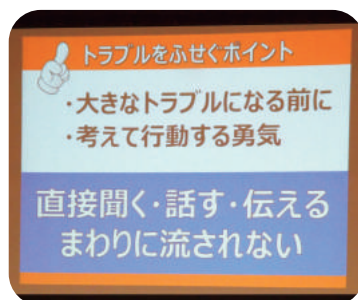 トラブルをふせぐポイント
・大きなトラブルになる前に
・考えて行動する勇気
直接聞く・話す・伝える
まわりに流されない